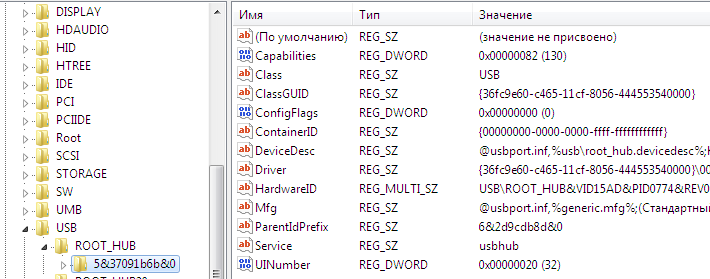 DISPLAY
HDAUDIO
HID
HTREE
IDE
PCI
PCIIDE
Root
SCSI
STORAGE
SW
UMB
USB
ROOT_HUB
5&37091b6b&0
Имя Тип Значение
(По умолчанию) REG_SZ (значение не присвоено)
Capabilities REG_DWORD 0x00000082 (130)
Class REG_SZ USB
ClassGUID REG_SZ {36fc9e60-c465-11cf-8056-444553540000}
ConfigFlags REG_DWORD 0x00000000 (0)
ContainerID REG_SZ {00000000-0000-0000-ffff-ffffffffffff}
DeviceDesc REG_SZ @usbport.inf,%usb\root_hub.devicedesc%;
Driver REG_SZ {36fc9e60-c465-11cf-8056-444553540000}\00
HardwareID REG_MULTI_SZ USB\ROOT_HUB&VID15AD&PID0774&REV0
Mfg REG_SZ @usbport.inf,%generic.mfg%;(Стандартны
ParentIdPrefix REG_SZ 6&2d9cdb8d&0
Service REG_SZ usbhub
UINumber REG_DWORD 0x00000020 (32)